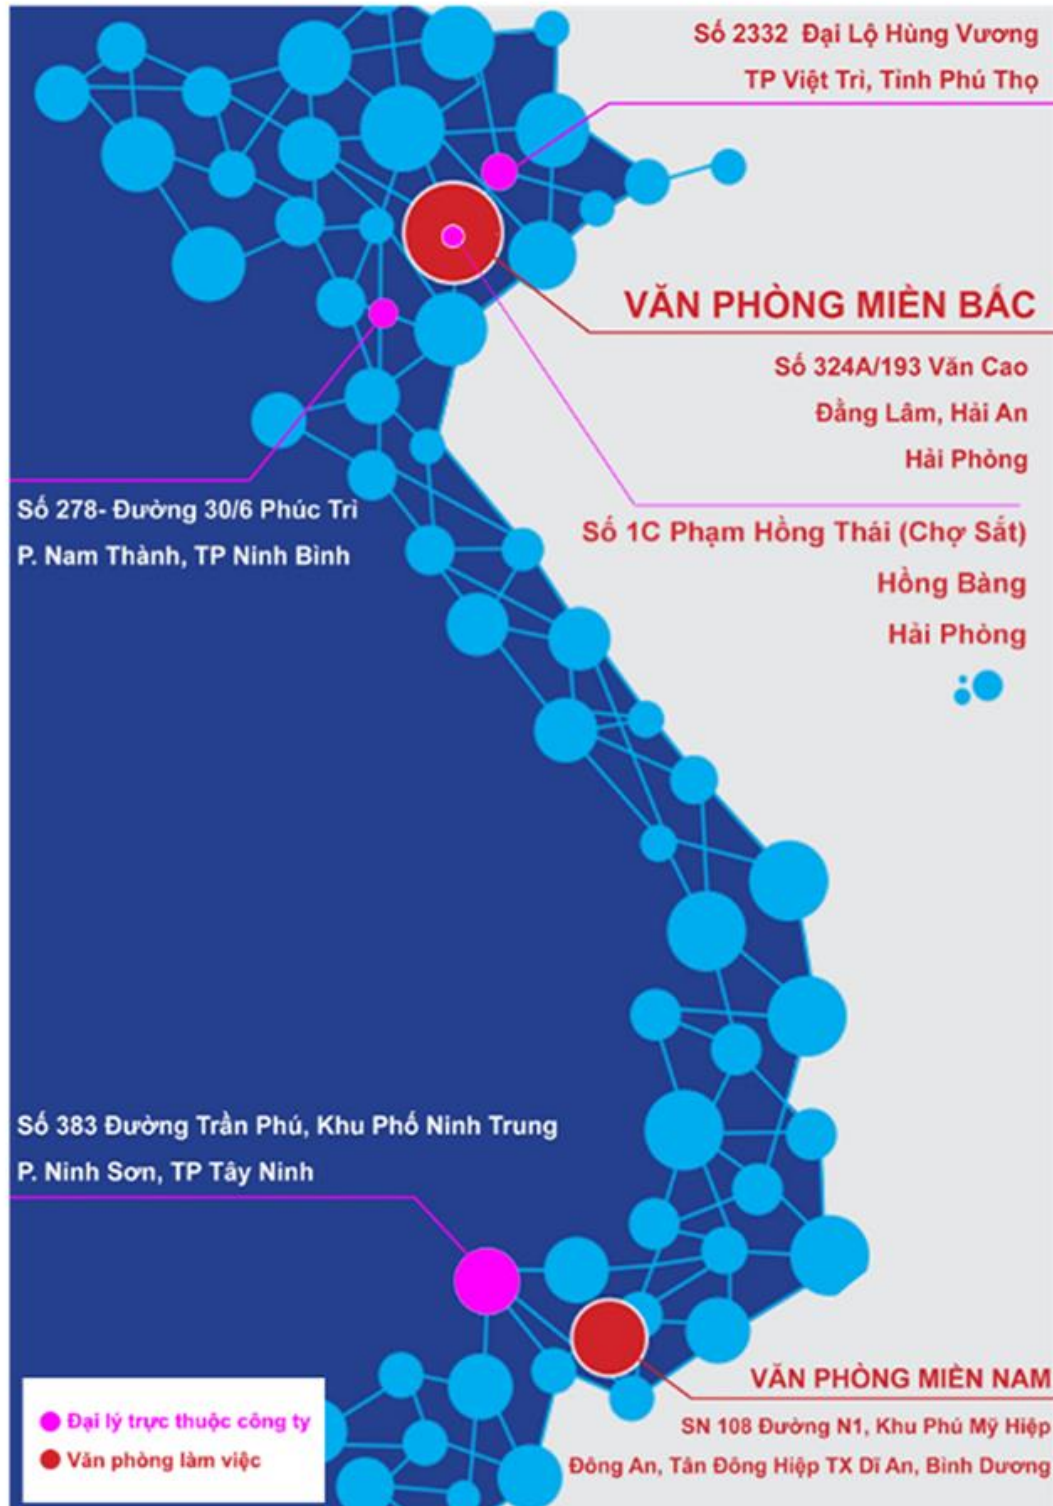 Số 2332 Đại Lộ Hùng Vương
TP Việt Trì, Tỉnh Phú Thọ
VĂN PHÒNG MIỀN BẮC
Số 324A/193 Văn Cao
Đằng Lâm, Hải An
Hải Phòng
Số 278- Đường 30/6 Phúc Trì
P. Nam Thành, TP Ninh Bình
Số 1C Phạm Hồng Thái (Chợ Sắt)
Hồng Bàng
Hải Phòng
Số 383 Đường Trần Phú, Khu Phố Ninh Trung
P. Ninh Sơn, TP Tây Ninh
VĂN PHÒNG MIỀN NAM
SN 108 Đường N1, Khu Phú Mỹ Hiệp
Đông An, Tân Đông Hiệp TX Dĩ An, Bình Dương
Đại lý trực thuộc công ty
Văn phòng làm việc